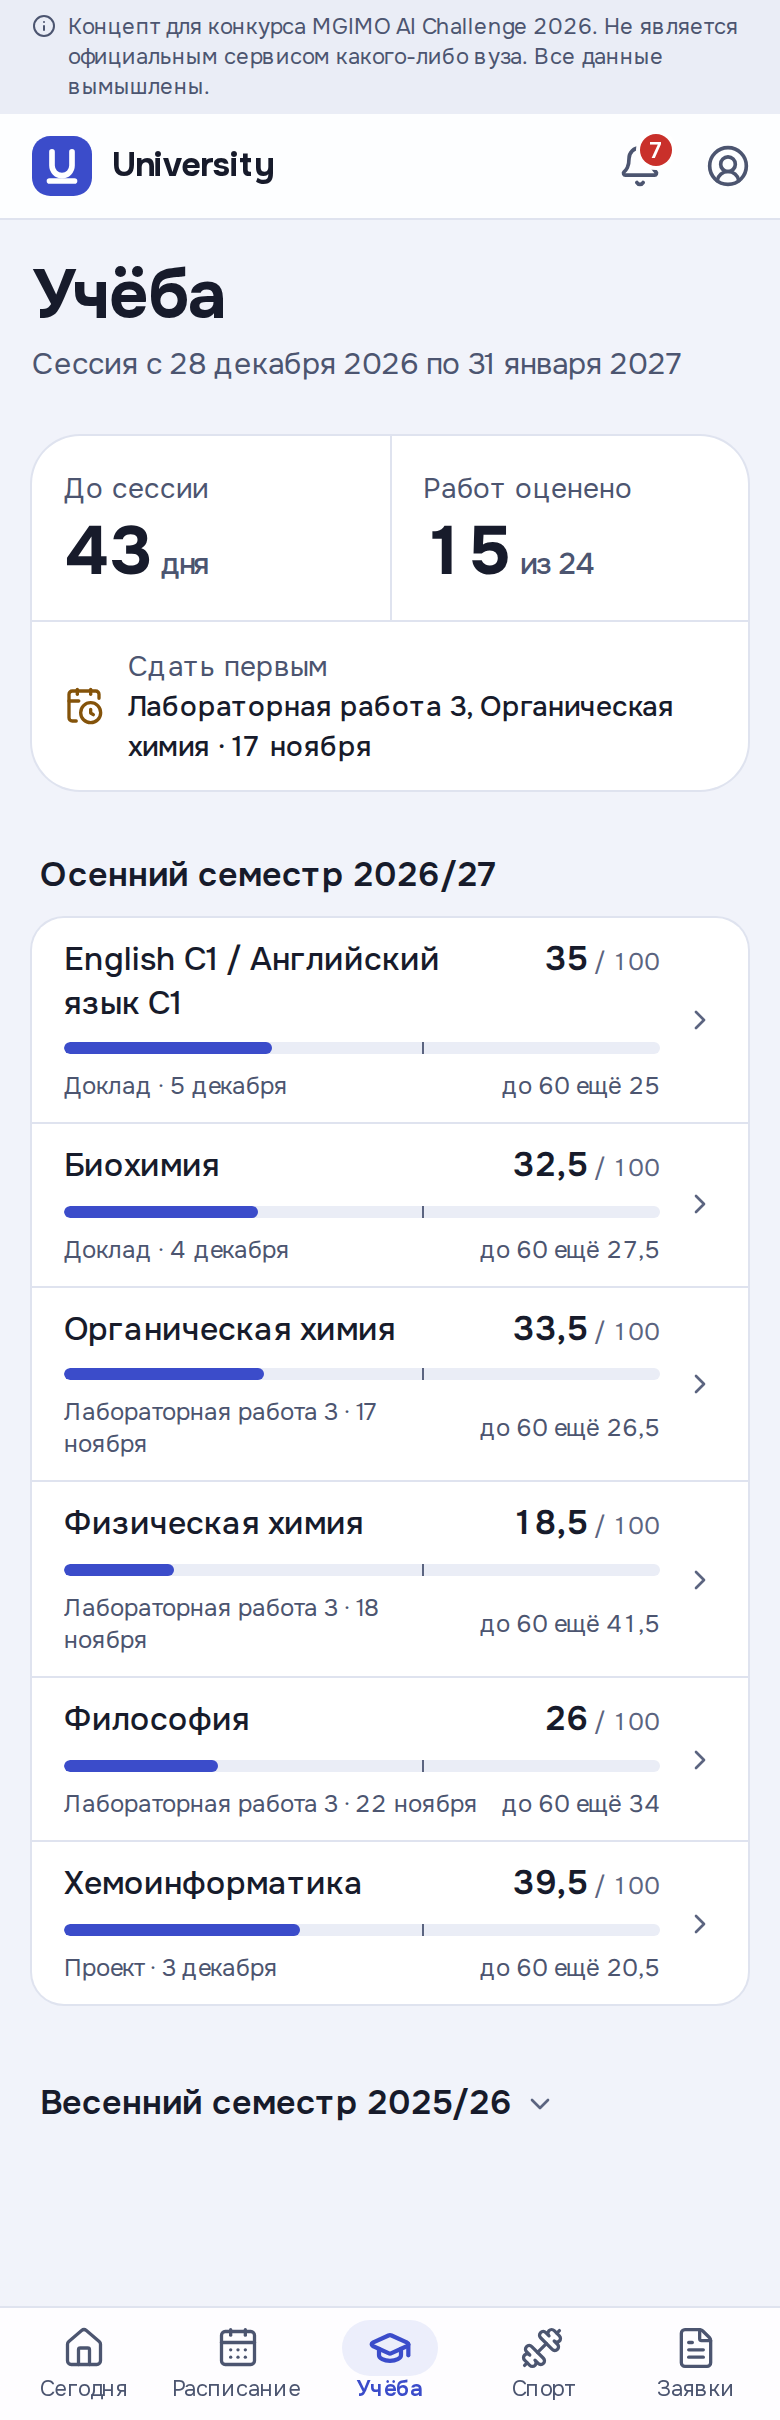 Концепт для конкурса MGIMO AI Challenge 2026. Не является
официальным сервисом какого-либо вуза. Все данные
вымышлены.
University
7
Учёба
Сессия с 28 декабря 2026 по 31 января 2027
До сессии
43 дня
Работ оценено
15 из 24
Сдать первым
Лабораторная работа 3, Органическая
химия · 17 ноября
Осенний семестр 2026/27
English C1 / Английский
язык C1
35 / 100
Доклад · 5 декабря
до 60 ещё 25
Биохимия
32,5 / 100
Доклад · 4 декабря
до 60 ещё 27,5
Органическая химия
33,5 / 100
Лабораторная работа 3 · 17
ноября
до 60 ещё 26,5
Физическая химия
18,5 / 100
Лабораторная работа 3 · 18
ноября
до 60 ещё 41,5
Философия
26 / 100
Лабораторная работа 3 · 22 ноября
до 60 ещё 34
Хемоинформатика
39,5 / 100
Проект · 3 декабря
до 60 ещё 20,5
Весенний семестр 2025/26
Сегодня
Расписание
Учёба
Спорт
Заявки